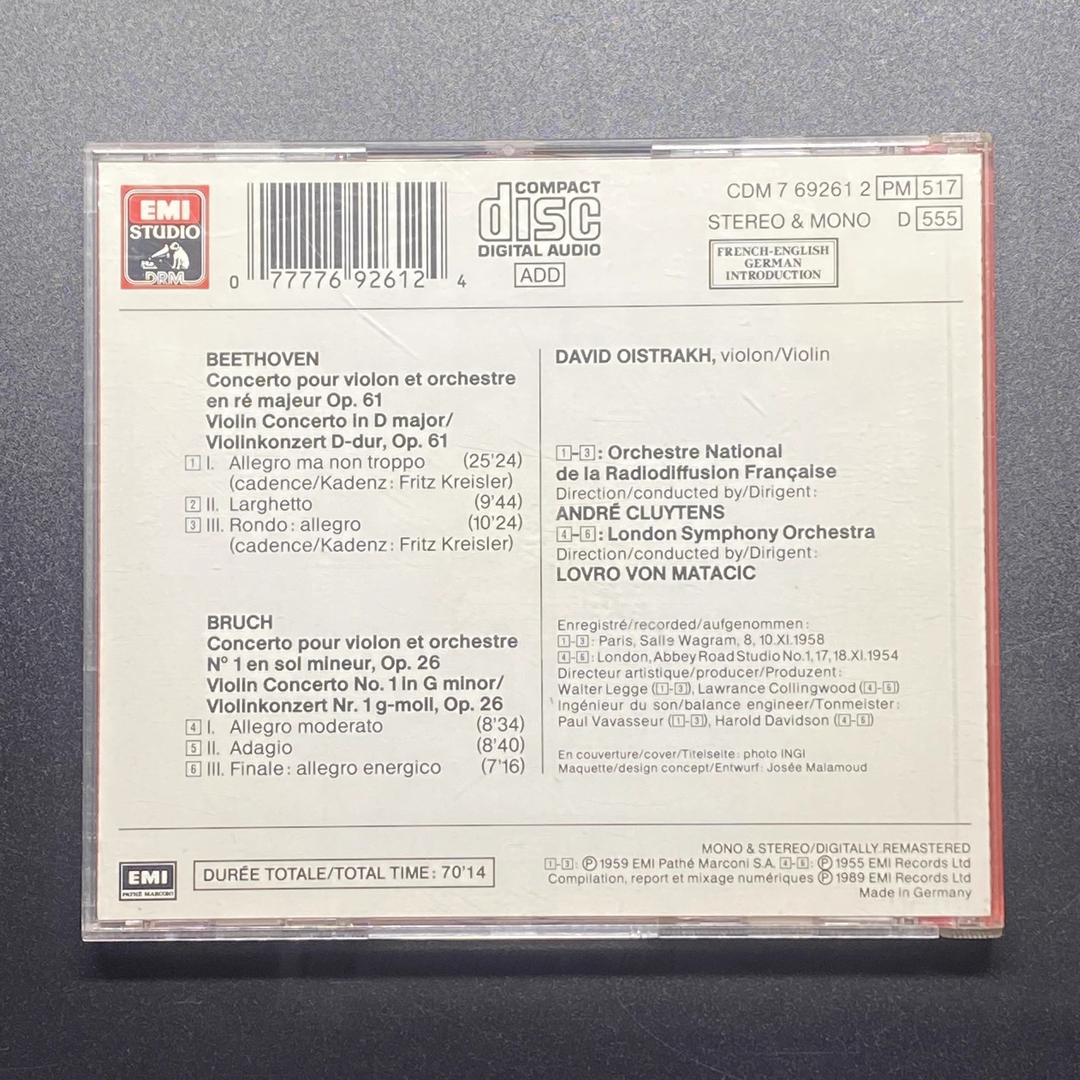 EMI
STUDIO
DRM
0 77776 92612 4
COMPACT
disc
DIGITAL AUDIO
ADD
CDM 7 69261 2 PM 517
STEREO & MONO D 555
FRENCH-ENGLISH
GERMAN
INTRODUCTION
BEETHOVEN
Concerto pour violon et orchestre
en ré majeur Op. 61
Violin Concerto in D major/
Violinkonzert D-dur, Op. 61
1 I. Allegro ma non troppo (25'24)
(cadence/Kadenz: Fritz Kreisler)
2 II. Larghetto (9'44)
3 III. Rondo: allegro (10'24)
(cadence/Kadenz: Fritz Kreisler)
BRUCH
Concerto pour violon et orchestre
N° 1 en sol mineur, Op. 26
Violin Concerto No. 1 in G minor/
Violinkonzert Nr. 1 g-moll, Op. 26
4 I. Allegro moderato (8'34)
5 II. Adagio (8'40)
6 III. Finale: allegro energico (7'16)
DAVID OISTRAKH, violon/Violin
1-3: Orchestre National
de la Radiodiffusion Française
Direction/conducted by/Dirigent:
ANDRÉ CLUYTENS
4-6: London Symphony Orchestra
Direction/conducted by/Dirigent:
LOVRO VON MATACIC
Enregistré/recorded/aufgenommen:
1-3: Paris, Salle Wagram, 8, 10.XI.1958
4-6: London, Abbey Road Studio No. 1, 17, 18.XI.1954
Directeur artistique/producer/Produzent:
Walter Legge (1-3), Lawrance Collingwood (4-6)
Ingénieur du son/balance engineer/Tonmeister:
Paul Vavasseur (1-3), Harold Davidson (4-6)
En couverture/cover/Titelseite: photo INGI
Maquette/design concept/Entwurf: Josée Malamoud
EMI
PATHÉ MARCONI
DURÉE TOTALE/TOTAL TIME: 70'14
MONO & STEREO/DIGITALLY REMASTERED
1-3: ℗ 1959 EMI Pathé Marconi S.A. 4-6: ℗ 1955 EMI Records Ltd
Compilation, report et mixage numériques ℗ 1989 EMI Records Ltd
Made in Germany